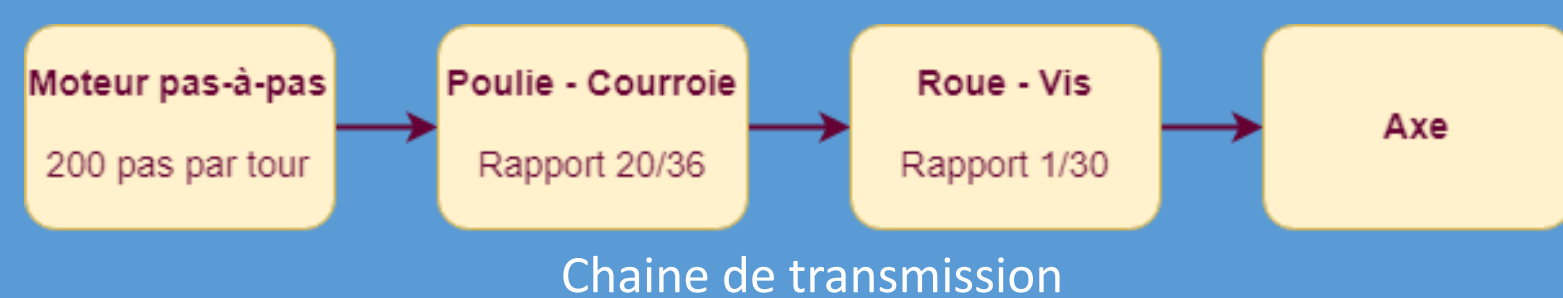 Moteur pas-à-pas
200 pas par tour
Poulie - Courroie
Rapport 20/36
Roue - Vis
Rapport 1/30
Axe
Chaine de transmission